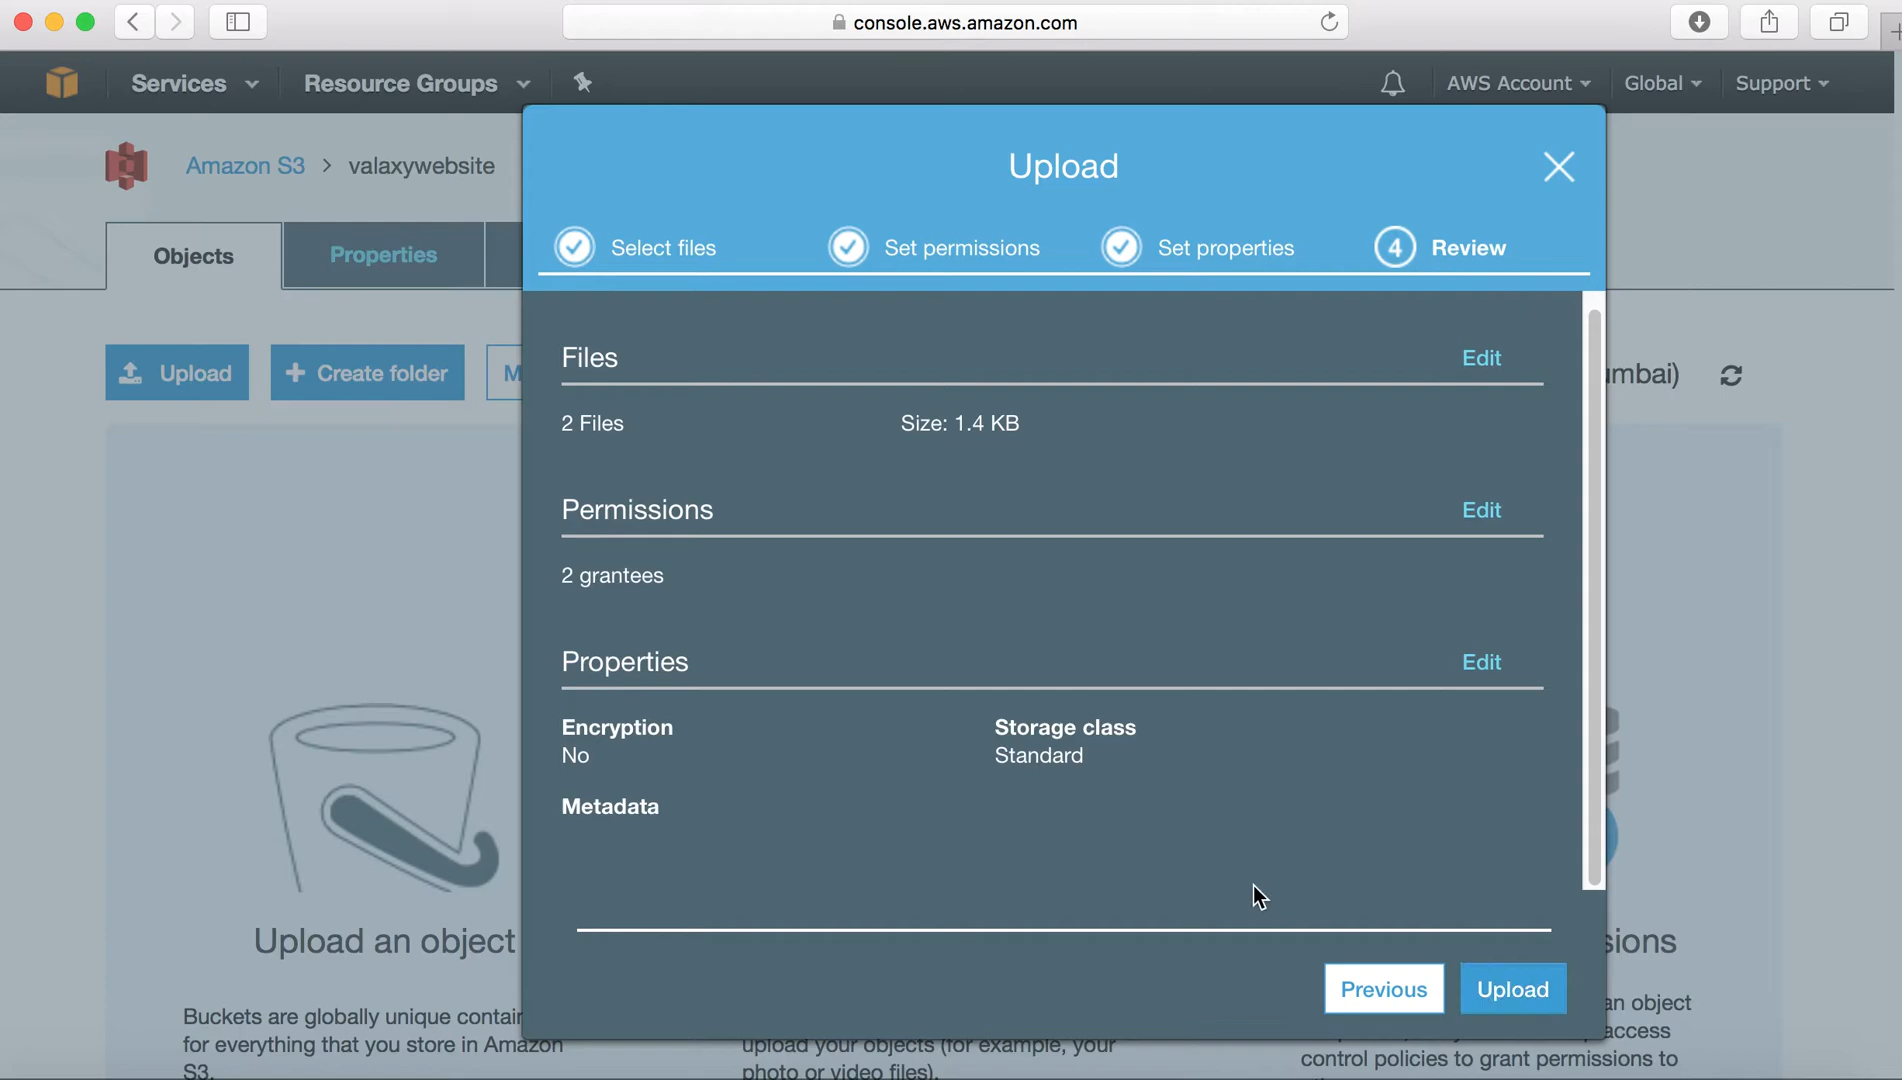 console.aws.amazon.com
Services
Resource Groups
AWS Account
Global
Support
Amazon S3 > valaxywebsite
Objects
Properties
Upload
+ Create folder
M
umbai)
Upload
Select files
Set permissions
Set properties
4 Review
Files
Edit
2 Files
Size: 1.4 KB
Permissions
Edit
2 grantees
Properties
Edit
Encryption
No
Storage class
Standard
Metadata
Previous
Upload
Upload an object
Buckets are globally unique contain
for everything that you store in Amazon
S3.
upload your objects (for example, your
photo or video files).
sions
an object
access
control policies to grant permissions to